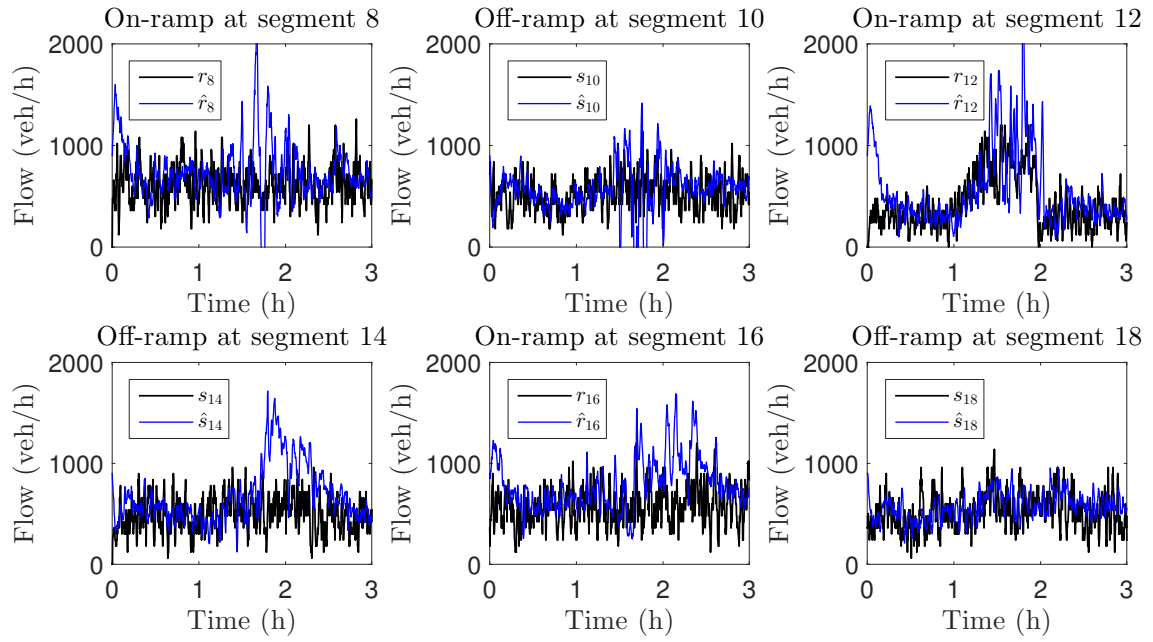 On-ramp at segment 8
Off-ramp at segment 10
On-ramp at segment 12
Flow (veh/h)
2000
1000
0
r₈
r̂₈
0 1 2 3
Time (h)
Flow (veh/h)
2000
1000
0
s₁₀
ŝ₁₀
0 1 2 3
Time (h)
Flow (veh/h)
2000
1000
0
r₁₂
r̂₁₂
0 1 2 3
Time (h)
Off-ramp at segment 14
On-ramp at segment 16
Off-ramp at segment 18
Flow (veh/h)
2000
1000
0
s₁₄
ŝ₁₄
0 1 2 3
Time (h)
Flow (veh/h)
2000
1000
0
r₁₆
r̂₁₆
0 1 2 3
Time (h)
Flow (veh/h)
2000
1000
0
s₁₈
ŝ₁₈
0 1 2 3
Time (h)